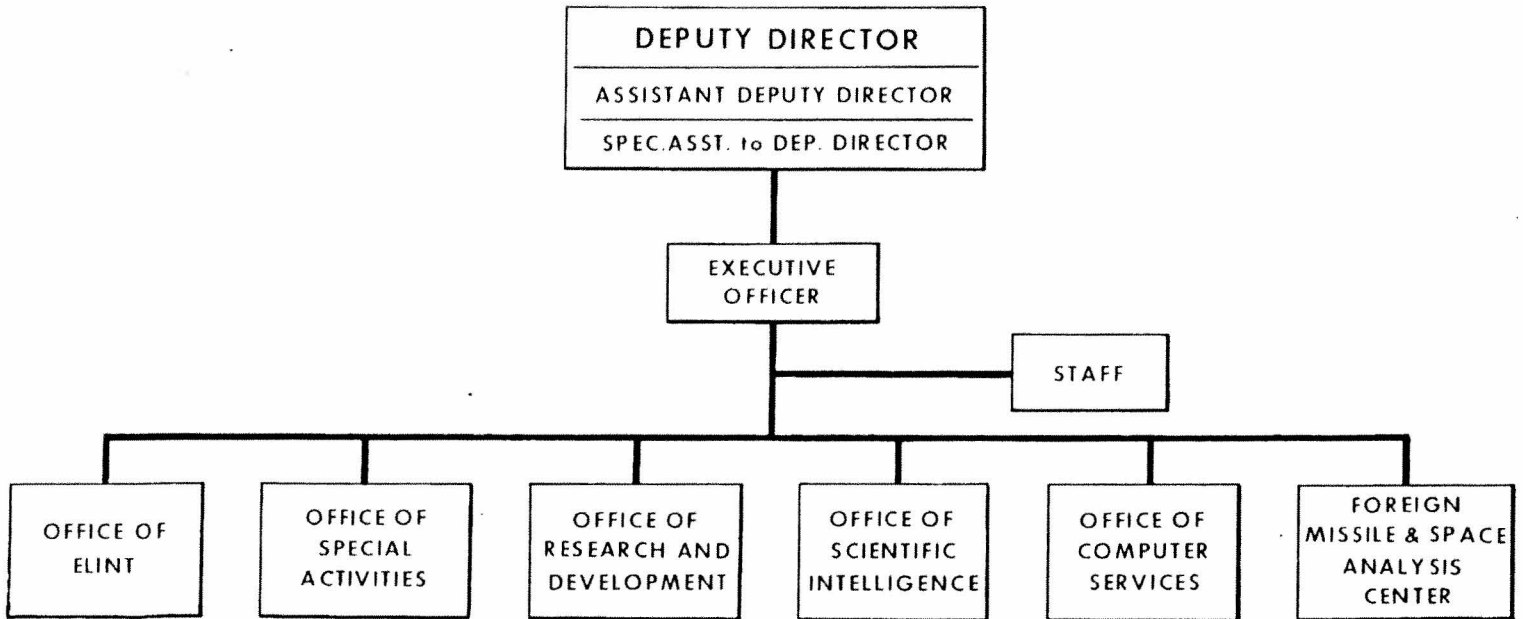 DEPUTY DIRECTOR
ASSISTANT DEPUTY DIRECTOR
SPEC.ASST. to DEP. DIRECTOR
EXECUTIVE
OFFICER
STAFF
OFFICE OF
ELINT
OFFICE OF
SPECIAL
ACTIVITIES
OFFICE OF
RESEARCH AND
DEVELOPMENT
OFFICE OF
SCIENTIFIC
INTELLIGENCE
OFFICE OF
COMPUTER
SERVICES
FOREIGN
MISSILE & SPACE
ANALYSIS
CENTER